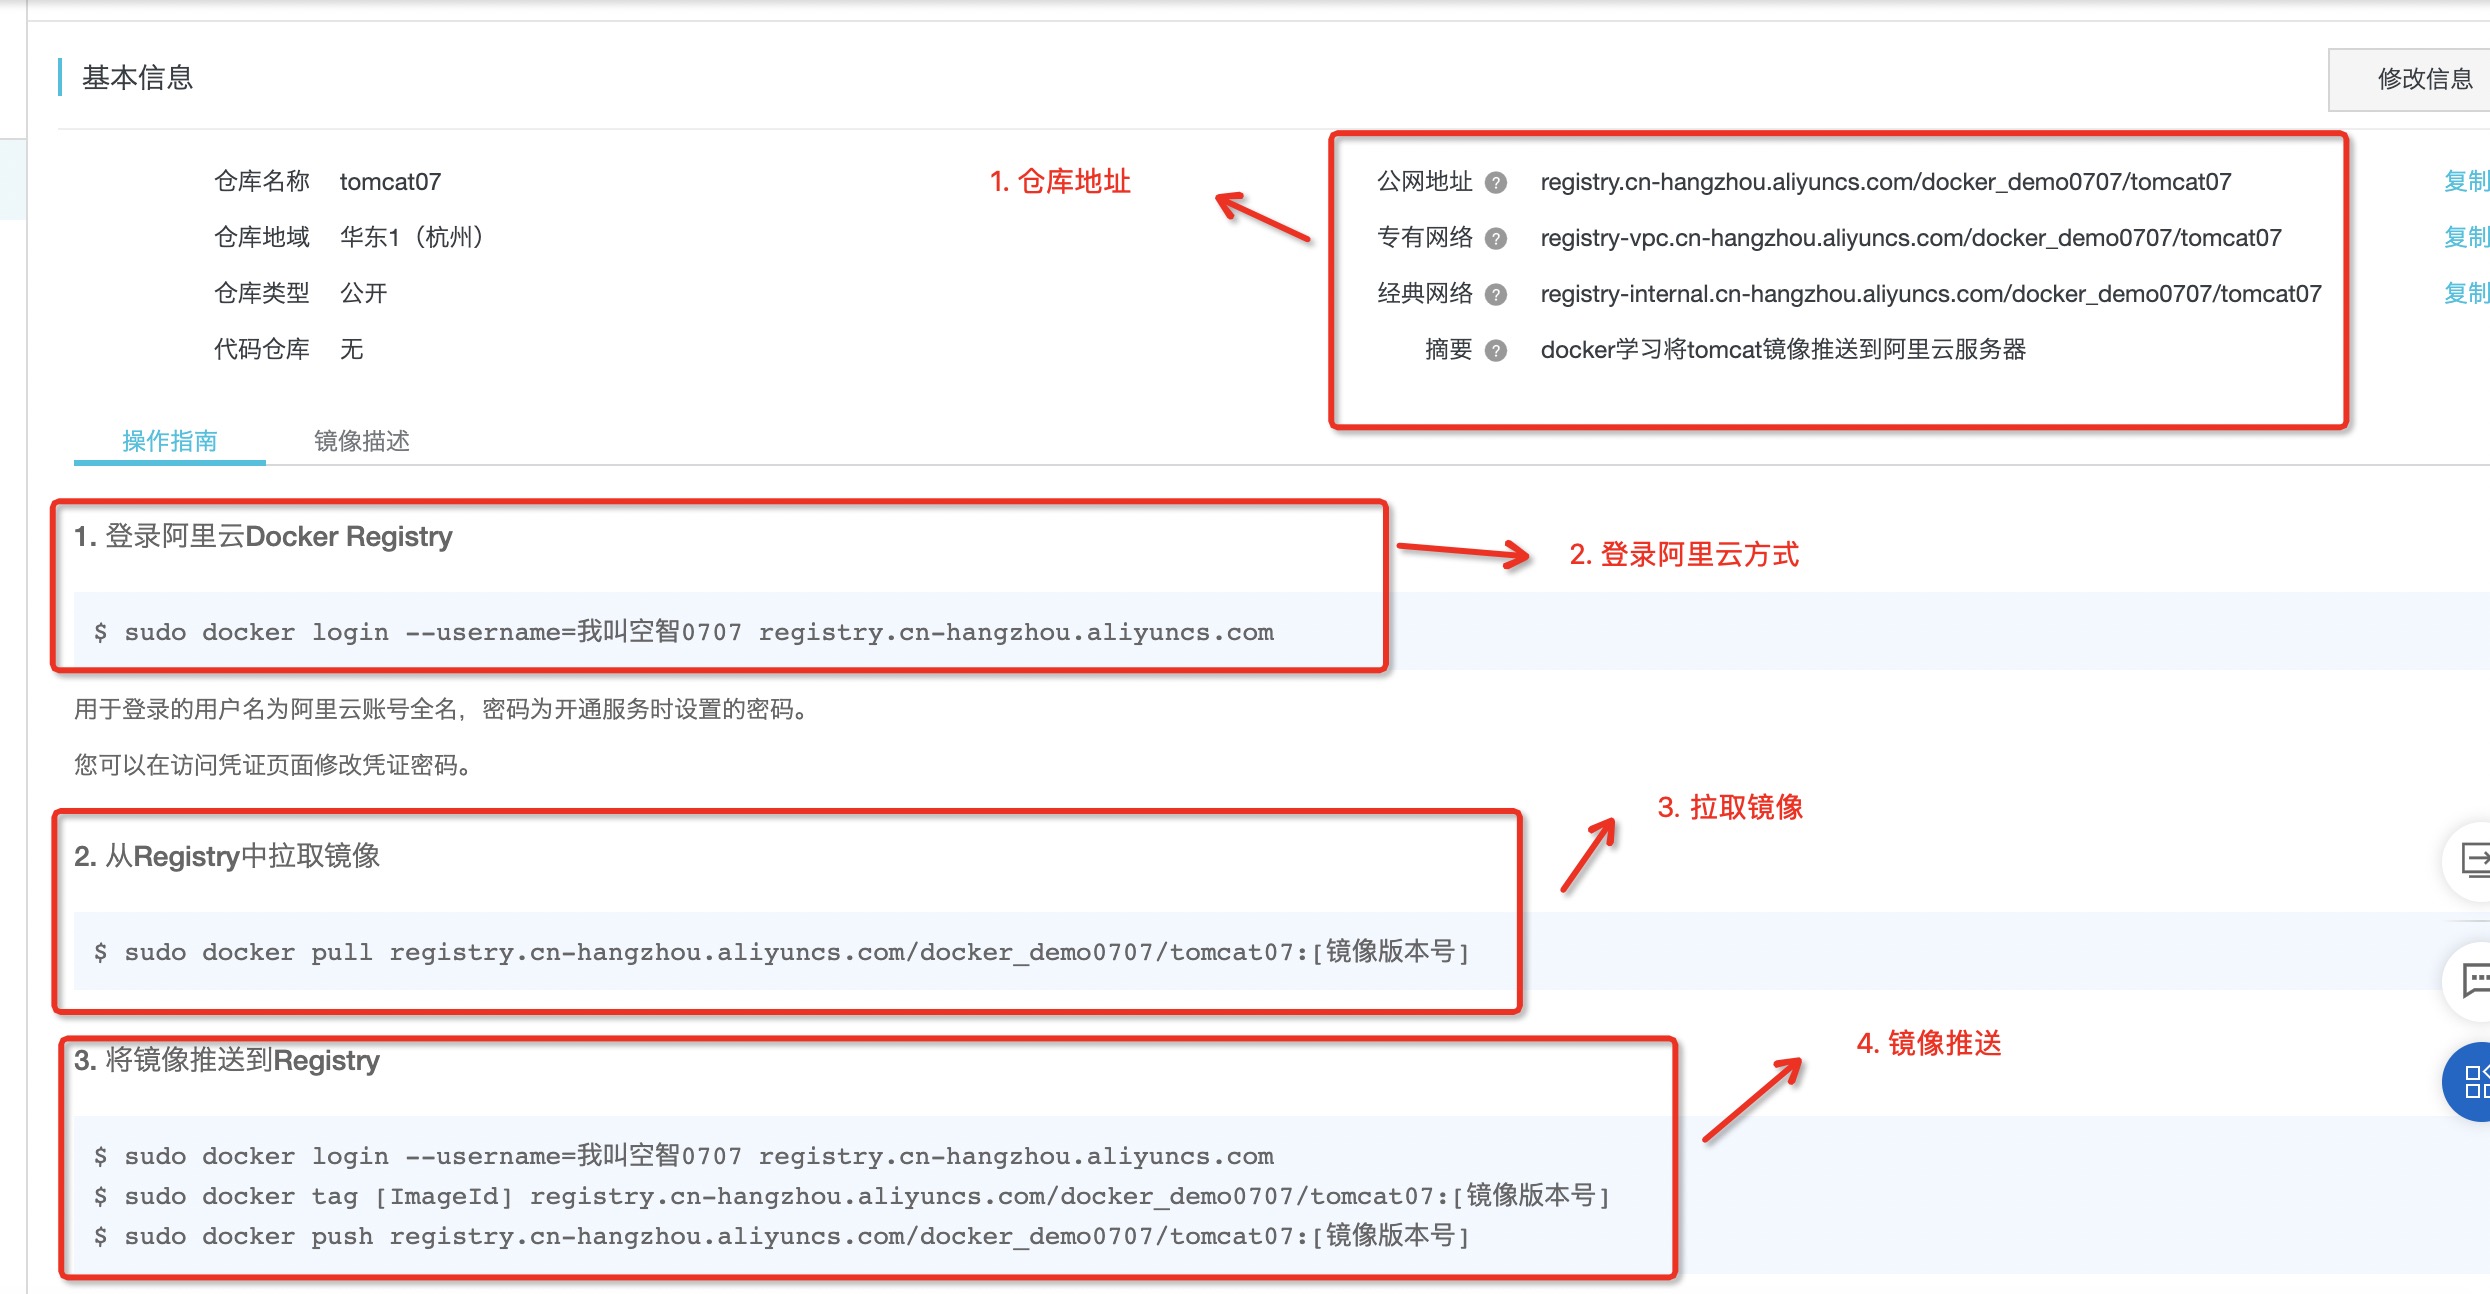 基本信息
修改信息
仓库名称 tomcat07
1. 仓库地址
公网地址 ? registry.cn-hangzhou.aliyuncs.com/docker_demo0707/tomcat07 复制
仓库地域 华东1（杭州）
专有网络 ? registry-vpc.cn-hangzhou.aliyuncs.com/docker_demo0707/tomcat07 复制
仓库类型 公开
经典网络 ? registry-internal.cn-hangzhou.aliyuncs.com/docker_demo0707/tomcat07 复制
代码仓库 无
摘要 ? docker学习将tomcat镜像推送到阿里云服务器
操作指南 镜像描述
1. 登录阿里云Docker Registry
2. 登录阿里云方式
$ sudo docker login --username=我叫空智0707 registry.cn-hangzhou.aliyuncs.com
用于登录的用户名为阿里云账号全名，密码为开通服务时设置的密码。
您可以在访问凭证页面修改凭证密码。
3. 拉取镜像
2. 从Registry中拉取镜像
$ sudo docker pull registry.cn-hangzhou.aliyuncs.com/docker_demo0707/tomcat07:[镜像版本号]
4. 镜像推送
3. 将镜像推送到Registry
$ sudo docker login --username=我叫空智0707 registry.cn-hangzhou.aliyuncs.com
$ sudo docker tag [ImageId] registry.cn-hangzhou.aliyuncs.com/docker_demo0707/tomcat07:[镜像版本号]
$ sudo docker push registry.cn-hangzhou.aliyuncs.com/docker_demo0707/tomcat07:[镜像版本号]